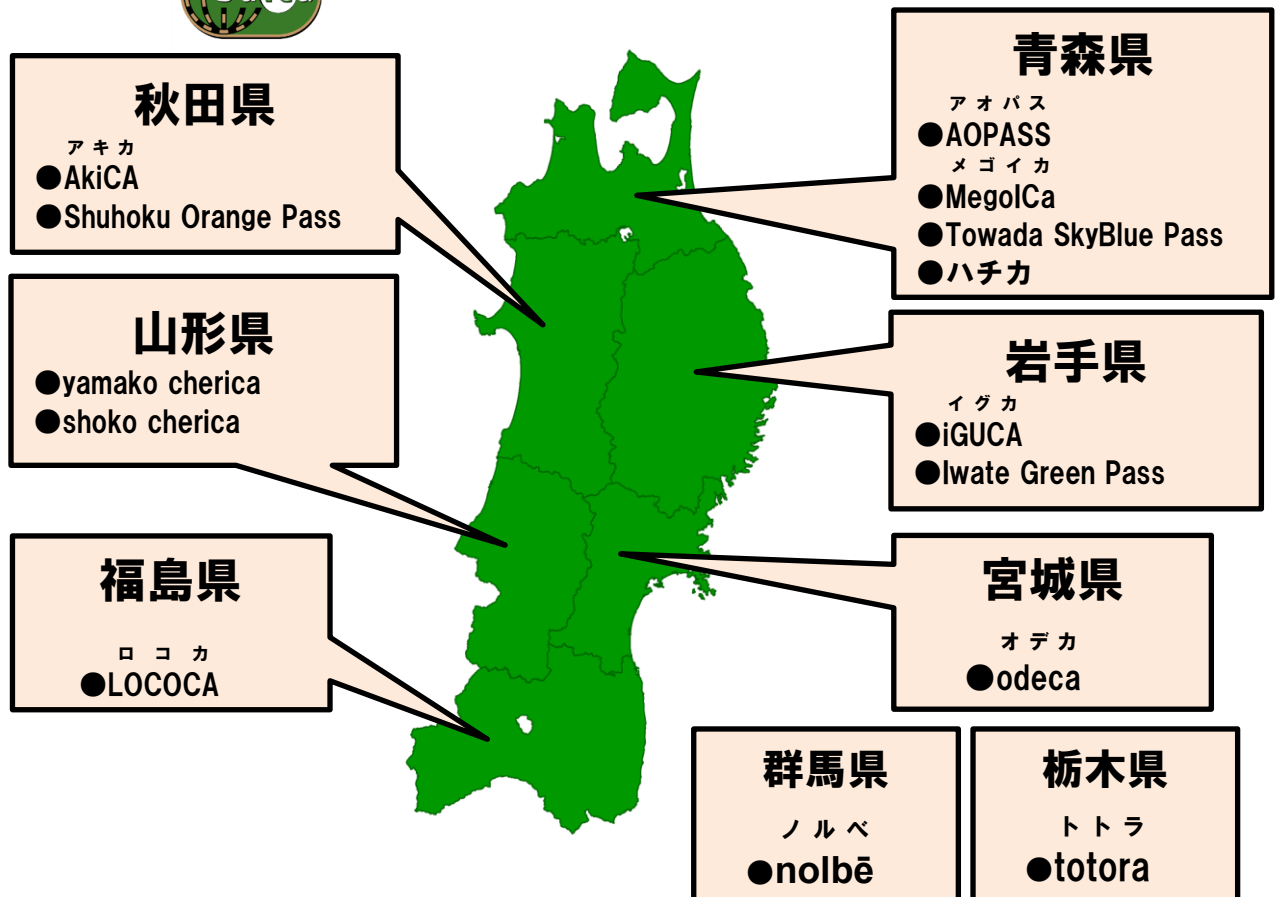 秋田県
アキカ
●AkiCA
●Shuhoku Orange Pass
山形県
●yamako cherica
●shoko cherica
福島県
ロコカ
●LOCOCA
青森県
アオパス
●AOPASS
メゴイカ
●MegoICa
●Towada SkyBlue Pass
●ハチカ
岩手県
イグカ
●iGUCA
●Iwate Green Pass
宮城県
オデカ
●odeca
群馬県
ノルベ
●nolbē
栃木県
トトラ
●totora